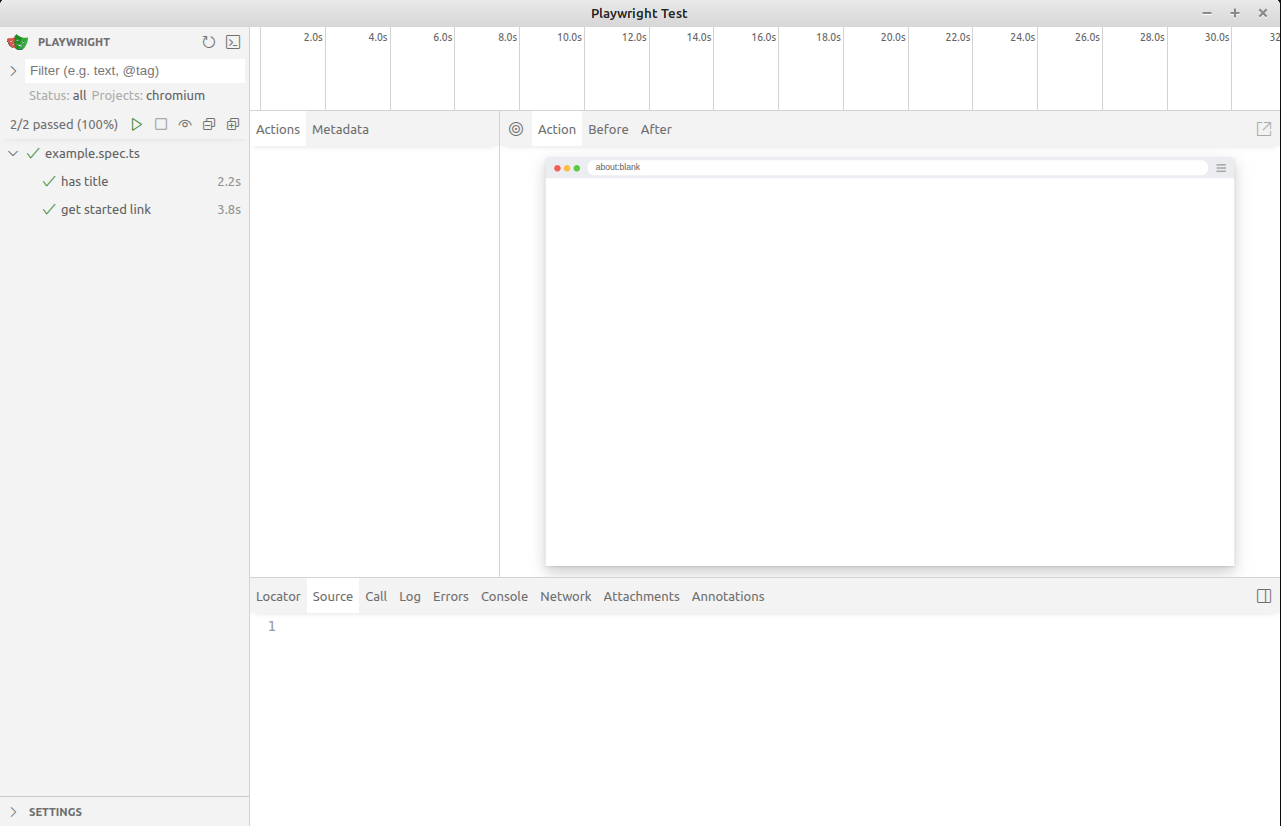 Playwright Test
PLAYWRIGHT
Filter (e.g. text, @tag)
Status: all Projects: chromium
2/2 passed (100%)
example.spec.ts
has title 2.2s
get started link 3.8s
SETTINGS
2.0s 4.0s 6.0s 8.0s 10.0s 12.0s 14.0s 16.0s 18.0s 20.0s 22.0s 24.0s 26.0s 28.0s 30.0s 32
Actions Metadata
Action Before After
about:blank
Locator Source Call Log Errors Console Network Attachments Annotations
1